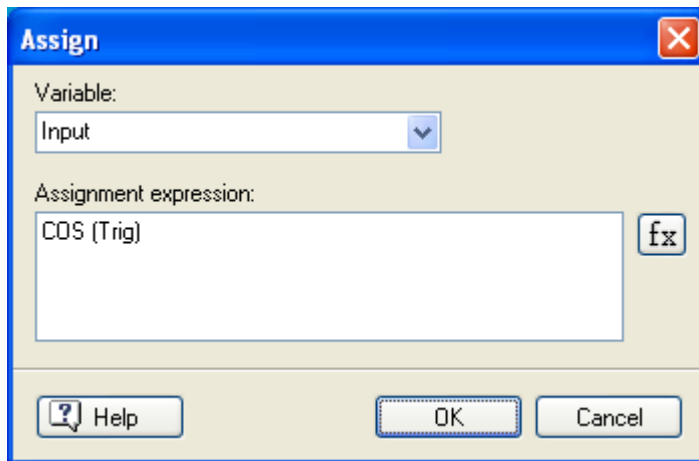 Assign
Variable:
Input
Assignment expression:
COS (Trig)
fx
Help
OK
Cancel